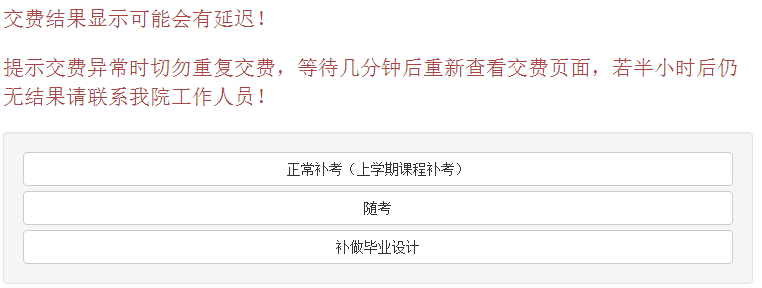 交费结果显示可能会有延迟！
提示交费异常时切勿重复交费，等待几分钟后重新查看交费页面，若半小时后仍
无结果请联系我院工作人员！
正常补考（上学期课程补考）
随考
补做毕业设计